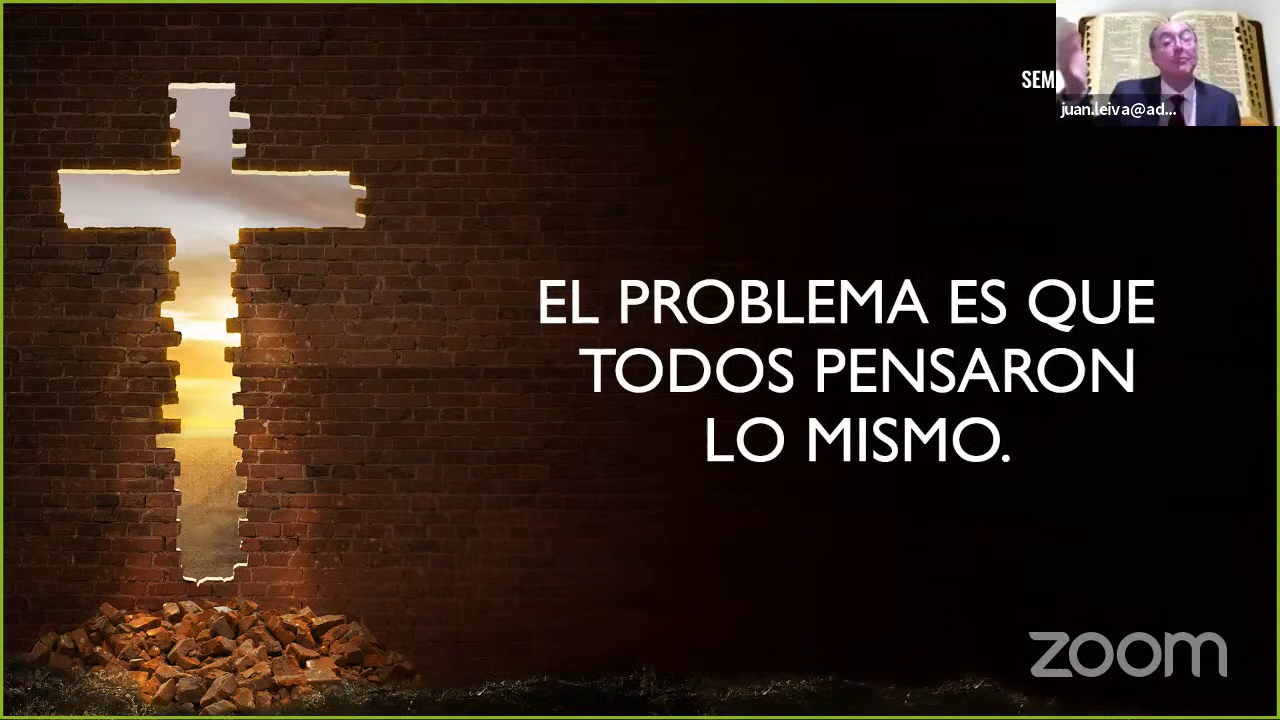 SEM
juan.leiva@ad...
EL PROBLEMA ES QUE
TODOS PENSARON
LO MISMO.
zoom